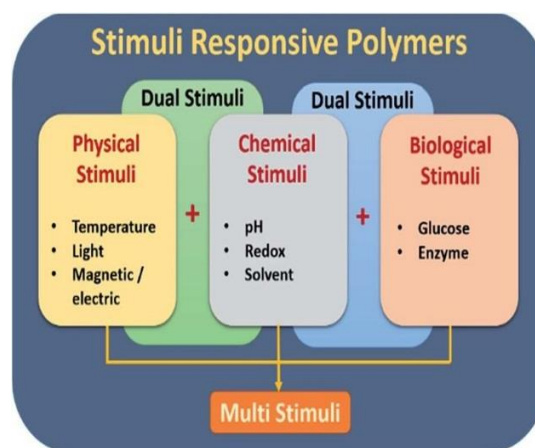 Stimuli Responsive Polymers
Dual Stimuli
Dual Stimuli
Physical
Stimuli
• Temperature
• Light
• Magnetic /
electric
+
Chemical
Stimuli
• pH
• Redox
• Solvent
+
Biological
Stimuli
• Glucose
• Enzyme
Multi Stimuli